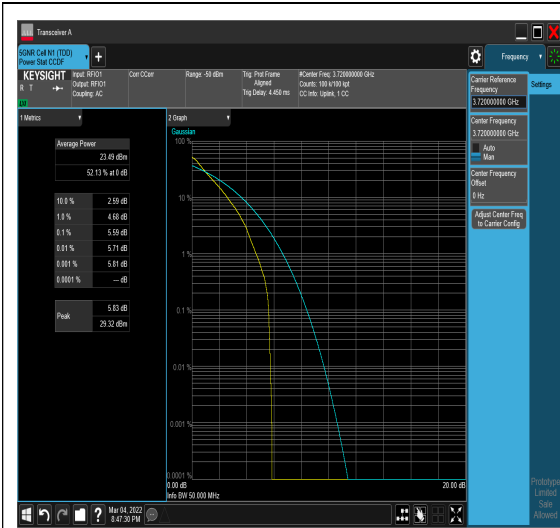 Transceiver A
5GNR Cell N1 (TDD)
Power Stat CCDF
+
Frequency
KEYSIGHT
R T
LXI
Input: RFIO1
Output: RFIO1
Coupling: AC
Corr CCorr
Range: -50 dBm
Trig: Prot Frame
Aligned
Trig Delay: 4.450 ms
#Center Freq: 3.720000000 GHz
Counts: 100 k/100 kpt
CC Info: Uplink, 1 CC
Carrier Reference
Frequency
3.720000000 GHz
Settings
Center Frequency
3.720000000 GHz
Auto
Man
Center Frequency
Offset
0 Hz
Adjust Center Freq
to Carrier Config
1 Metrics
Average Power
23.49 dBm
52.13 % at 0 dB
10.0 % 2.59 dB
1.0 % 4.68 dB
0.1 % 5.59 dB
0.01 % 5.71 dB
0.001 % 5.81 dB
0.0001 % --- dB
Peak
5.83 dB
29.32 dBm
2 Graph
Gaussian
100 %
10 %
1 %
0.1 %
0.01 %
0.001 %
0.0001 %
0.00 dB 20.00 dB
Info BW 50.000 MHz
Mar 04, 2022
8:47:30 PM
?
Prototype
Limited
Sale
Allowed